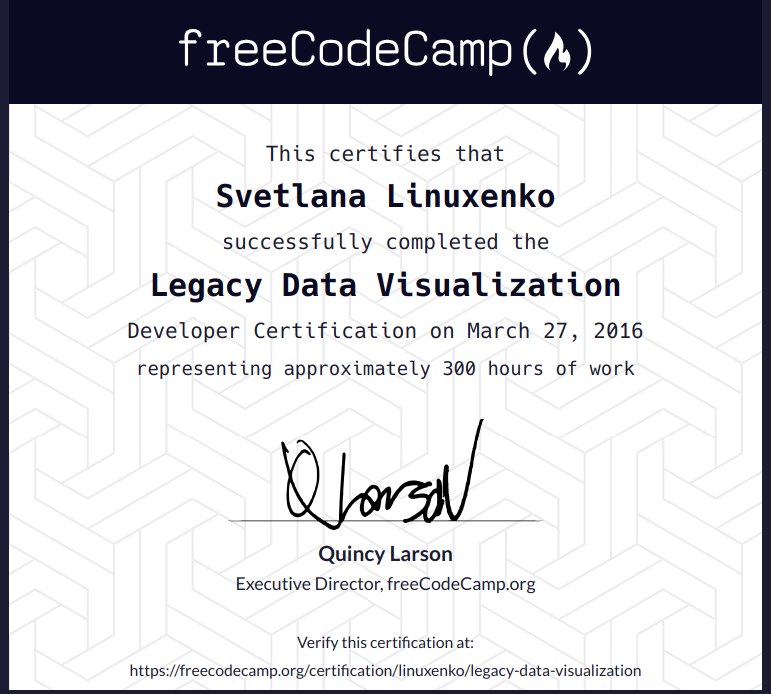 freeCodeCamp
This certifies that
Svetlana Linuxenko
successfully completed the
Legacy Data Visualization
Developer Certification on March 27, 2016
representing approximately 300 hours of work
Q Larson
Quincy Larson
Executive Director, freeCodeCamp.org
Verify this certification at:
https://freecodecamp.org/certification/linuxenko/legacy-data-visualization